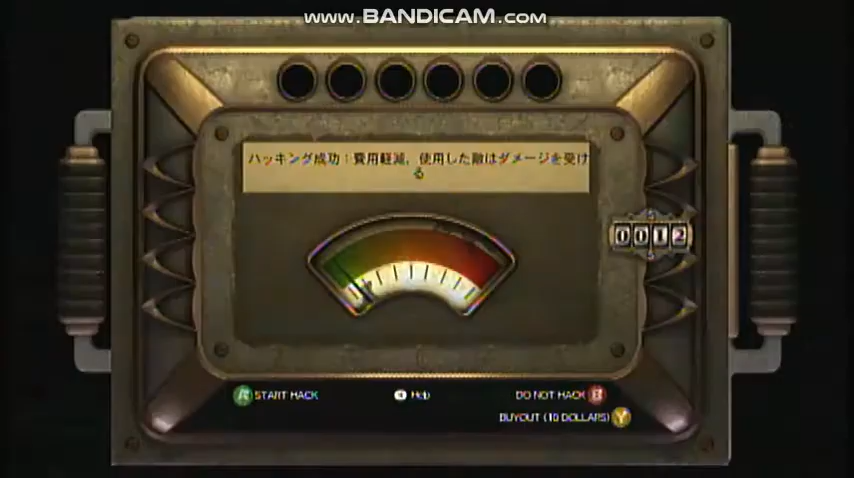 www.BANDICAM.com
ハッキング成功：費用軽減，使用した敵はダメージを受け
る
0012
START HACK
Help
DO NOT HACK
BUYOUT (10 DOLLARS)
A
B
Y